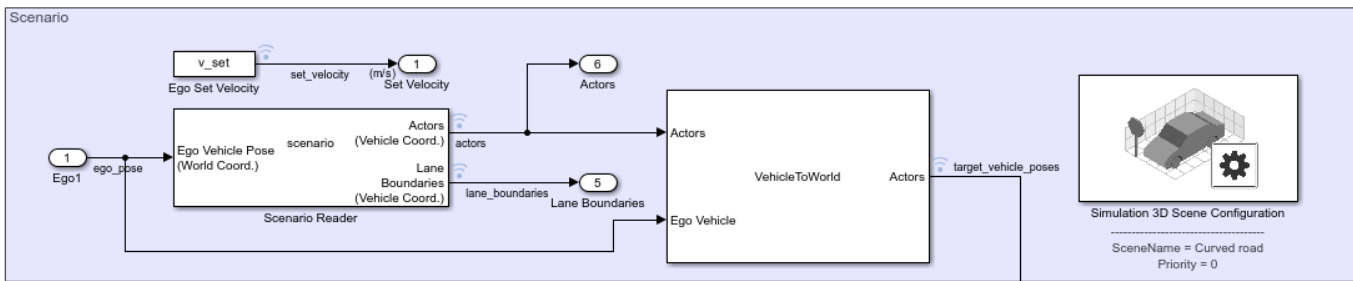 Scenario
v_set
Ego Set Velocity
set_velocity
(m/s)
1
Set Velocity
6
Actors
1
Ego1
ego_pose
Ego Vehicle Pose
(World Coord.)
scenario
Actors
(Vehicle Coord.)
Lane
Boundaries
(Vehicle Coord.)
Scenario Reader
actors
lane_boundaries
5
Lane Boundaries
Actors
Ego Vehicle
VehicleToWorld
Actors
target_vehicle_poses
Simulation 3D Scene Configuration
------------------------------------
SceneName = Curved road
Priority = 0